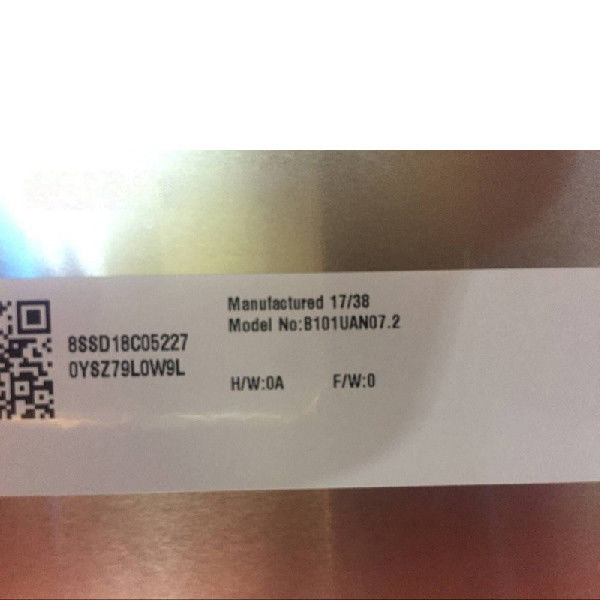 Manufactured 17/38
Model No:B101UAN07.2
8SSD18C05227
0YSZ79L0W9L
H/W:0A F/W:0